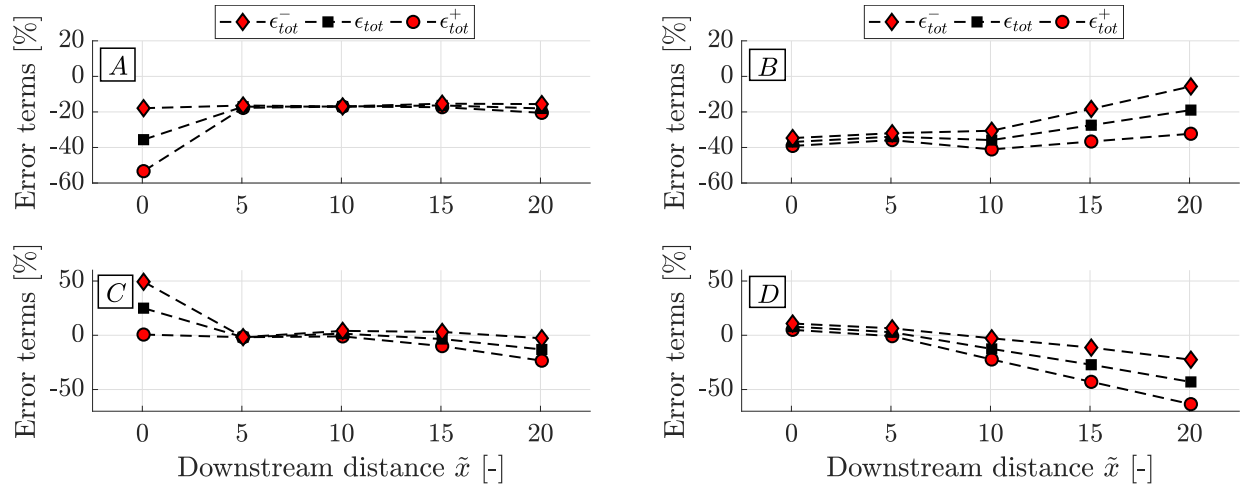 ϵ⁻tot ϵtot ϵ⁺tot
Error terms [%]
20
0
-20
-40
-60
A
0 5 10 15 20
ϵ⁻tot ϵtot ϵ⁺tot
Error terms [%]
20
0
-20
-40
-60
B
0 5 10 15 20
Error terms [%]
50
0
-50
C
0 5 10 15 20
Downstream distance x̃ [-]
Error terms [%]
50
0
-50
D
0 5 10 15 20
Downstream distance x̃ [-]